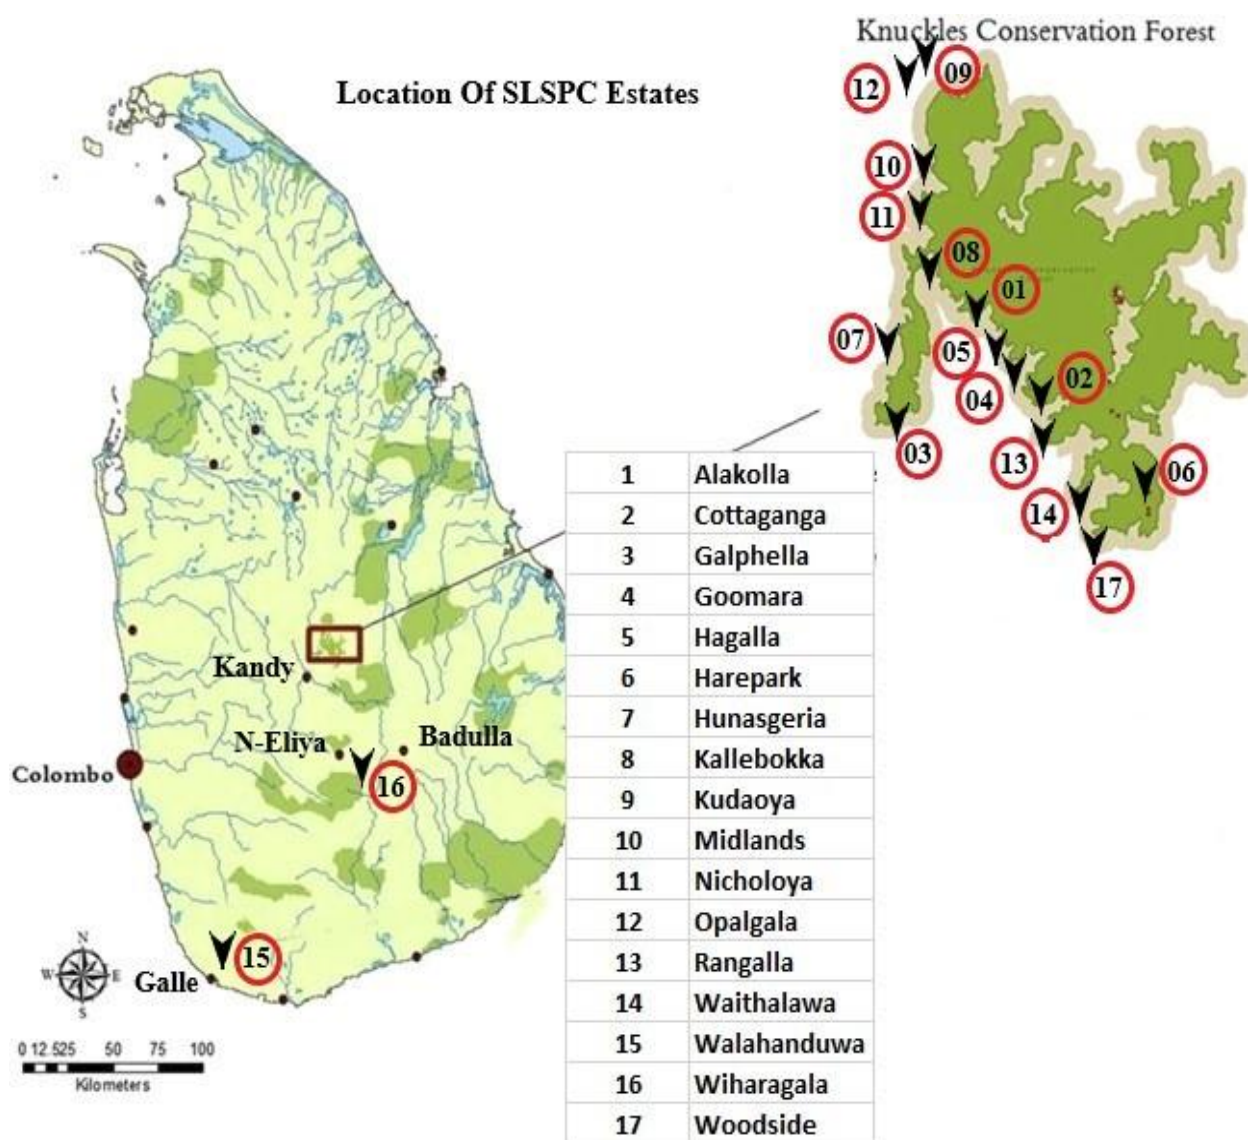 Knuckles Conservation Forest
Location Of SLSPC Estates
12
09
10
11
08
01
07
05
04
02
03
13
06
14
17
1 Alakolla
2 Cottaganga
3 Galphella
4 Goomara
5 Hagalla
6 Harepark
7 Hunasgeria
8 Kallebokka
9 Kudaoya
10 Midlands
11 Nicholoya
12 Opalgala
13 Rangalla
14 Waithalawa
15 Walahanduwa
16 Wiharagala
17 Woodside
Kandy
N-Eliya
Badulla
Colombo
16
15
Galle
N
W E
S
0 12.525 50 75 100
Kilometers